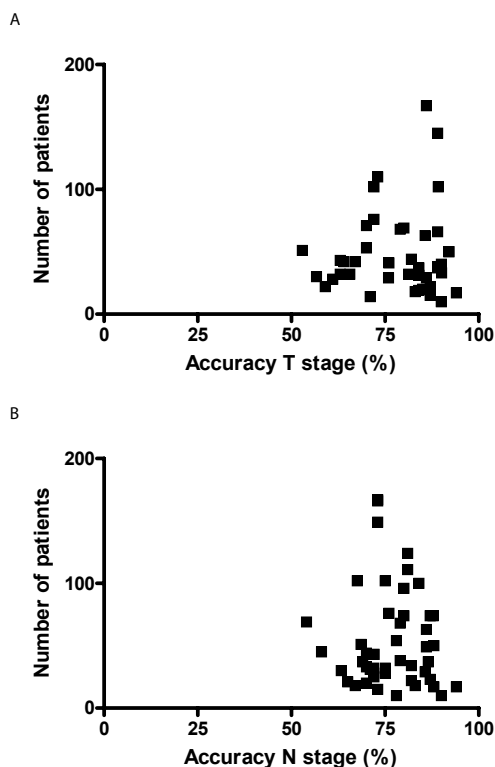 A
200
100
0
0 25 50 75 100
Number of patients
Accuracy T stage (%)
B
200
100
0
0 25 50 75 100
Number of patients
Accuracy N stage (%)